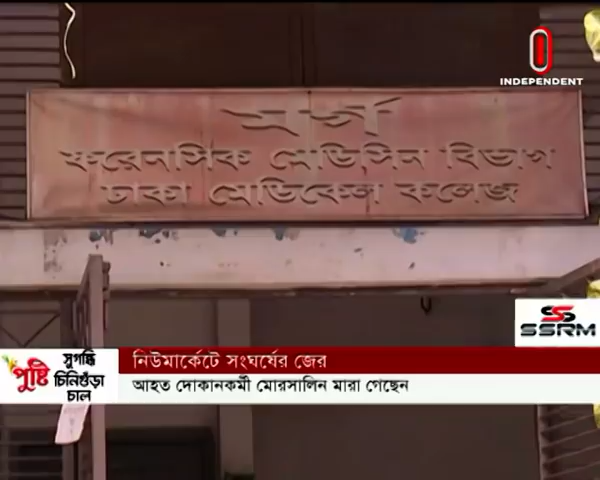 INDEPENDENT
মর্গ
ফরেনসিক মেডিসিন বিভাগ
ঢাকা মেডিকেল কলেজ
SSRM
পুষ্টি
সুগন্ধি
চিনিগুঁড়া
চাল
নিউমার্কেটে সংঘর্ষের জের
আহত দোকানকর্মী মোরসালিন মারা গেছেন